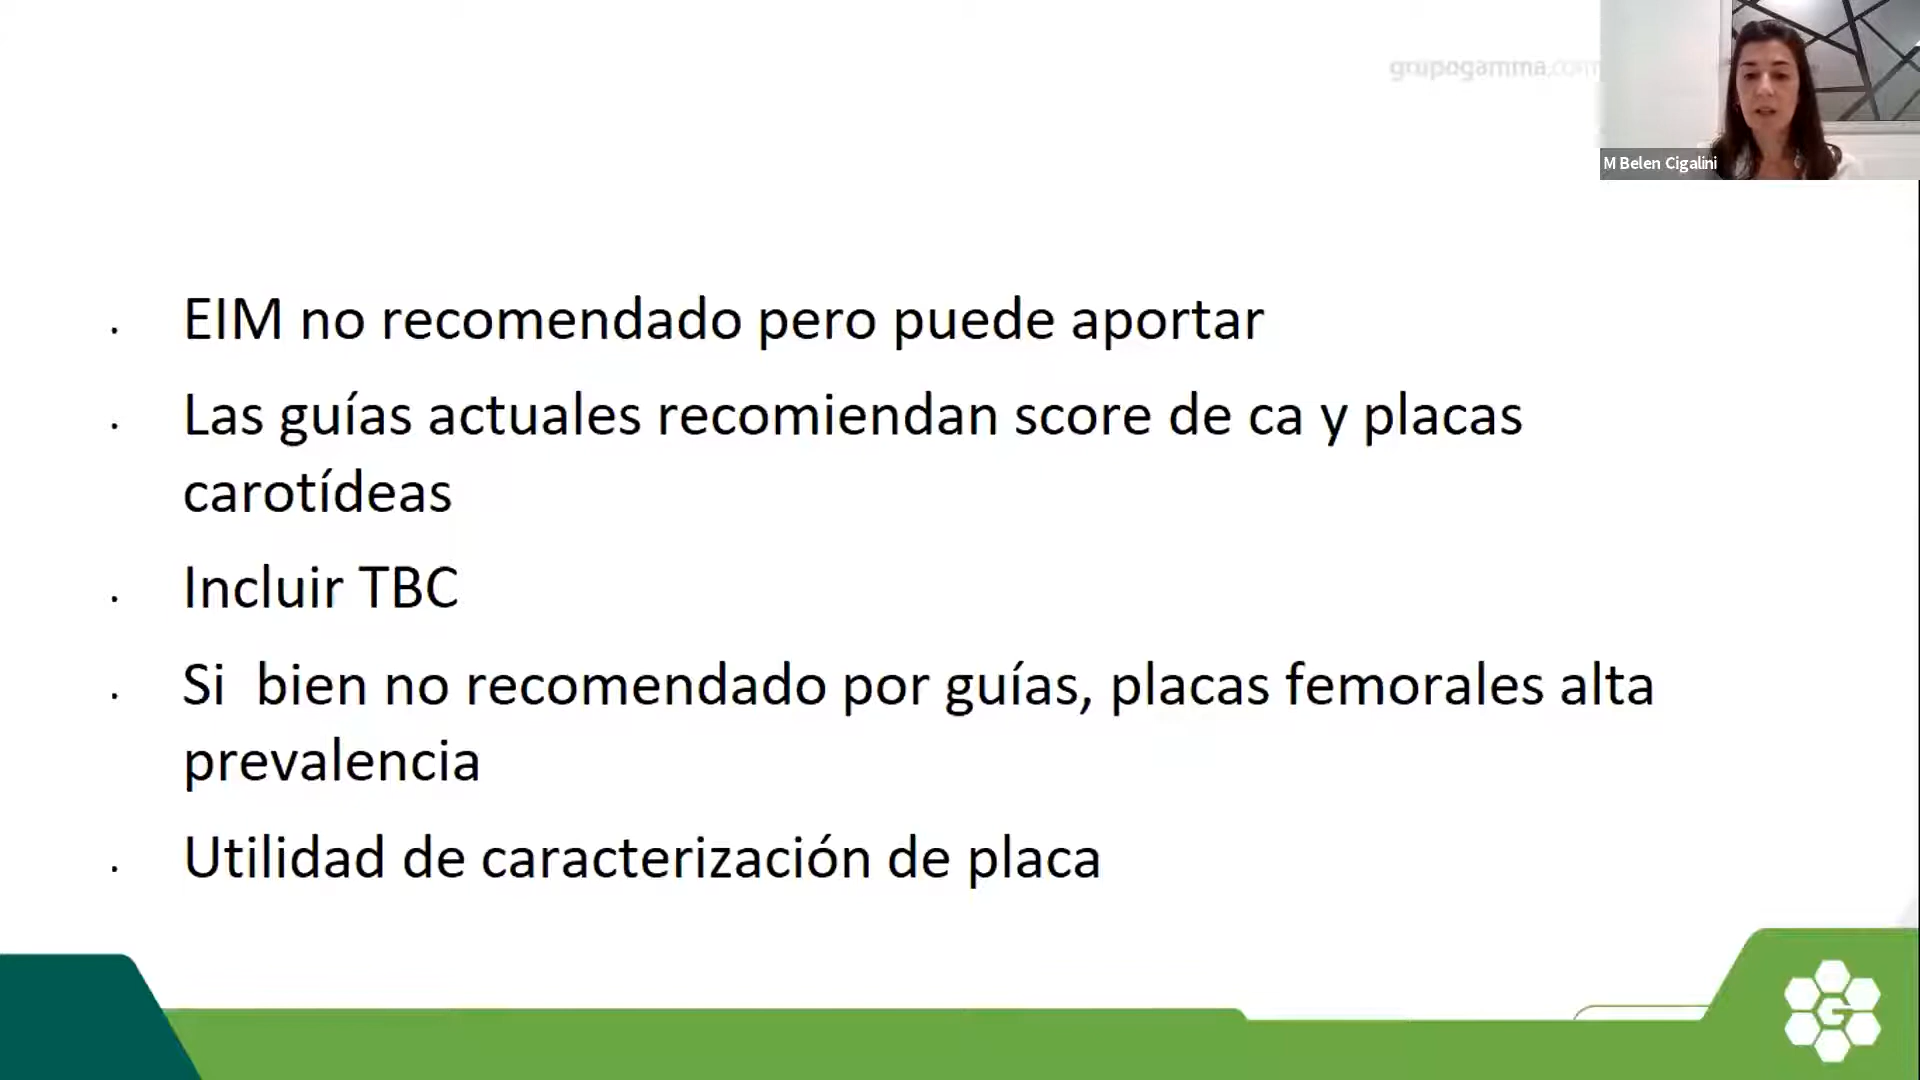 grupogamma.com
M Belen Cigalini
• EIM no recomendado pero puede aportar
• Las guías actuales recomiendan score de ca y placas
carotídeas
• Incluir TBC
• Si  bien no recomendado por guías, placas femorales alta
prevalencia
• Utilidad de caracterización de placa
G